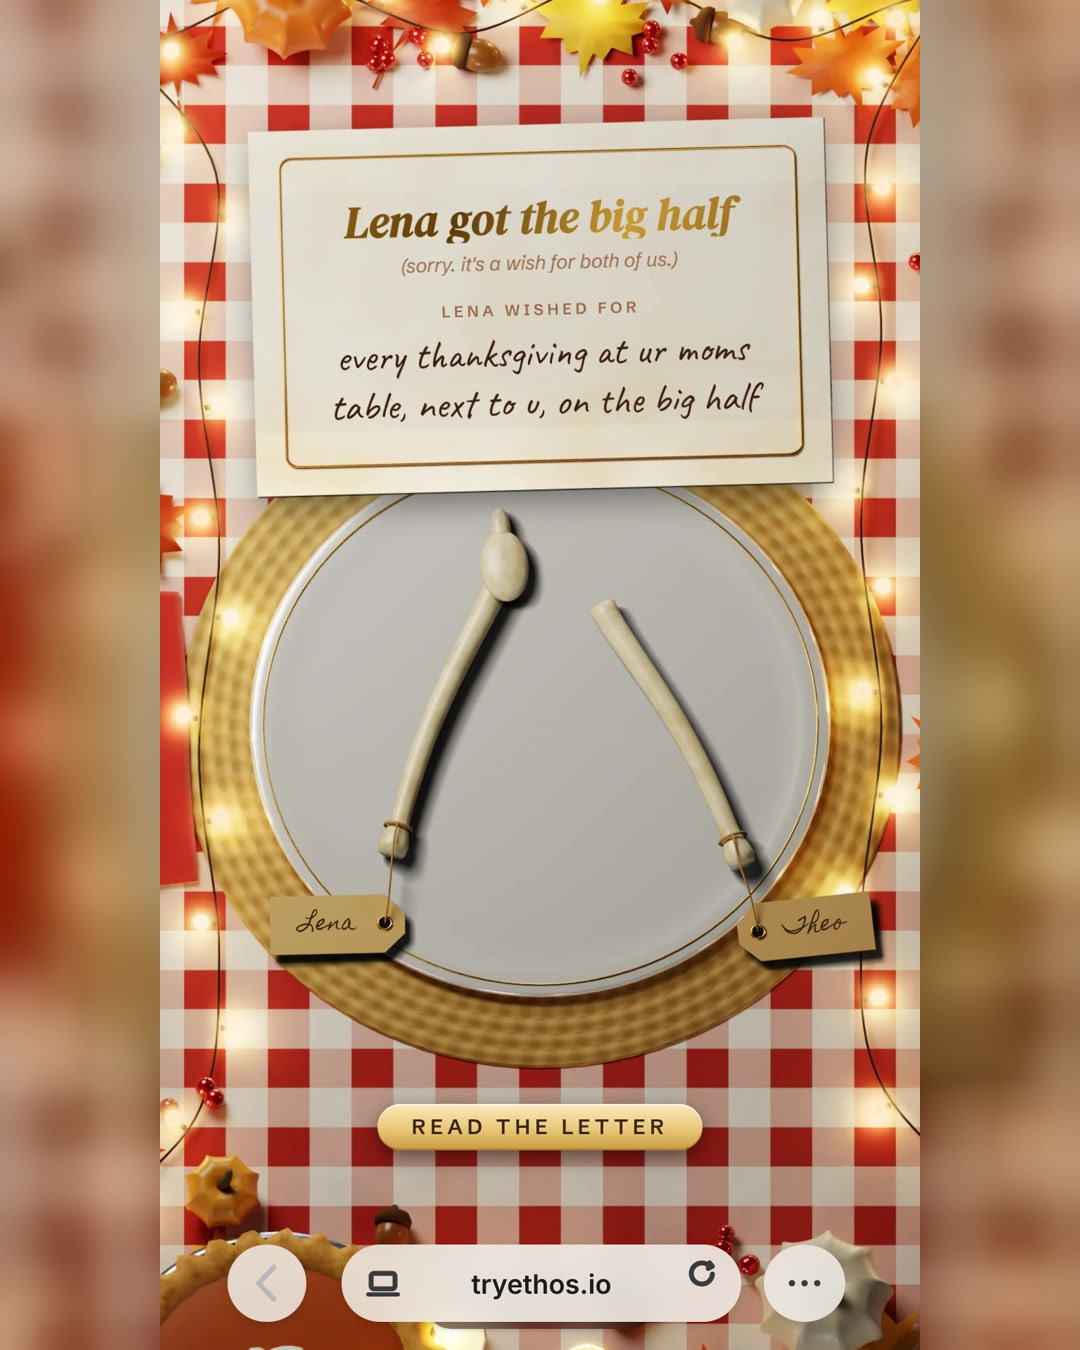 Lena got the big half
(sorry. it's a wish for both of us.)
LENA WISHED FOR
every thanksgiving at ur moms
table, next to u, on the big half
Lena
Theo
READ THE LETTER
tryethos.io